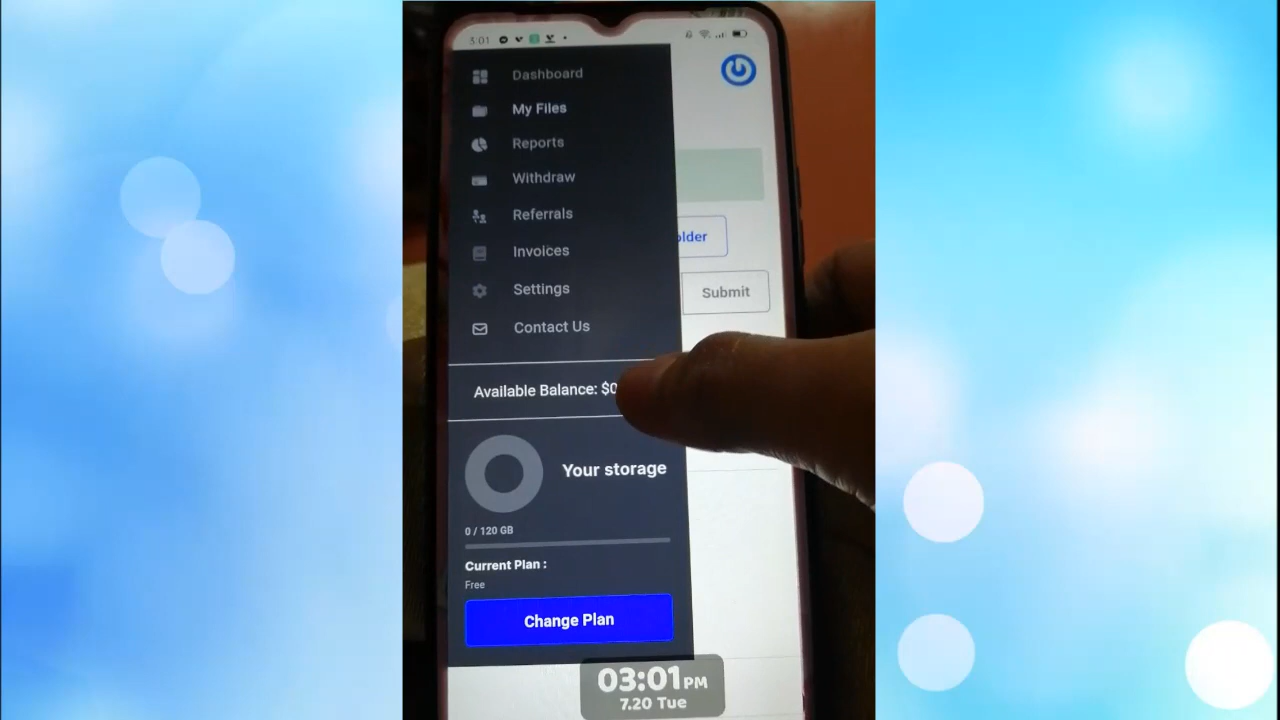 3:01
Dashboard
My Files
Reports
Withdraw
Referrals
Invoices
Settings
Contact Us
older
Submit
Available Balance: $0
Your storage
0 / 120 GB
Current Plan :
Free
Change Plan
03:01 PM
7.20 Tue